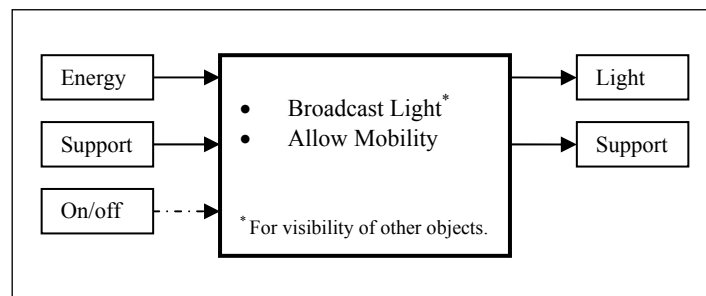 Energy
Support
On/off
• Broadcast Light*
• Allow Mobility
* For visibility of other objects.
Light
Support